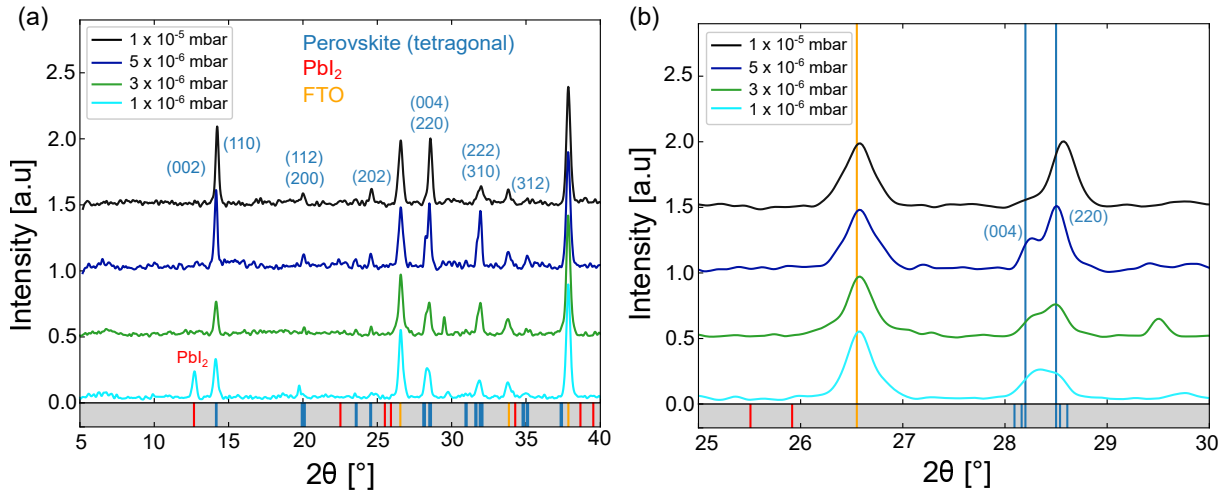 (a)
1 x 10⁻⁵ mbar
5 x 10⁻⁶ mbar
3 x 10⁻⁶ mbar
1 x 10⁻⁶ mbar
Perovskite (tetragonal)
PbI₂
FTO
(002)
(110)
(112)
(200)
(202)
(004)
(220)
(222)
(310)
(312)
PbI₂
Intensity [a.u]
2.5
2.0
1.5
1.0
0.5
0.0
5 10 15 20 25 30 35 40
2θ [°]
(b)
1 x 10⁻⁵ mbar
5 x 10⁻⁶ mbar
3 x 10⁻⁶ mbar
1 x 10⁻⁶ mbar
(004)
(220)
Intensity [a.u]
2.5
2.0
1.5
1.0
0.5
0.0
25 26 27 28 29 30
2θ [°]